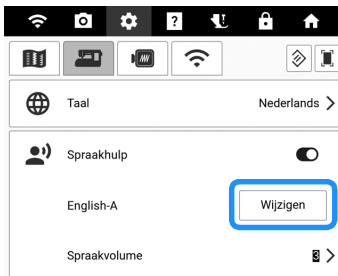 ?
Taal Nederlands
Spraakhulp
English-A Wijzigen
Spraakvolume 3